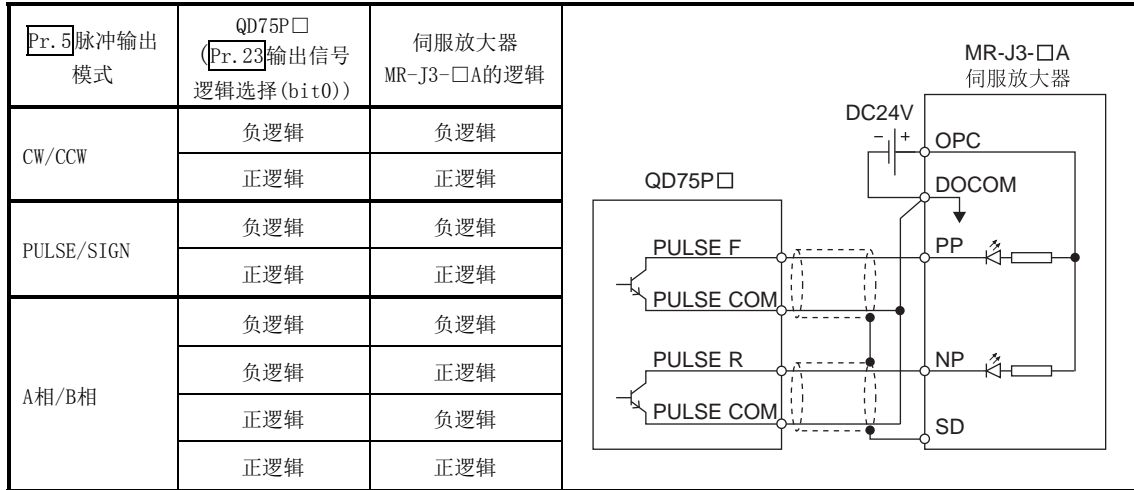 Pr.5脉冲输出
模式
QD75P□
(Pr.23输出信号
逻辑选择(bit0))
伺服放大器
MR-J3-□A的逻辑
CW/CCW
负逻辑
负逻辑
正逻辑
正逻辑
PULSE/SIGN
负逻辑
负逻辑
正逻辑
正逻辑
A相/B相
负逻辑
负逻辑
负逻辑
正逻辑
正逻辑
负逻辑
正逻辑
正逻辑
MR-J3-□A
伺服放大器
DC24V
− +
OPC
DOCOM
QD75P□
PULSE F
PP
PULSE COM
PULSE R
NP
PULSE COM
SD